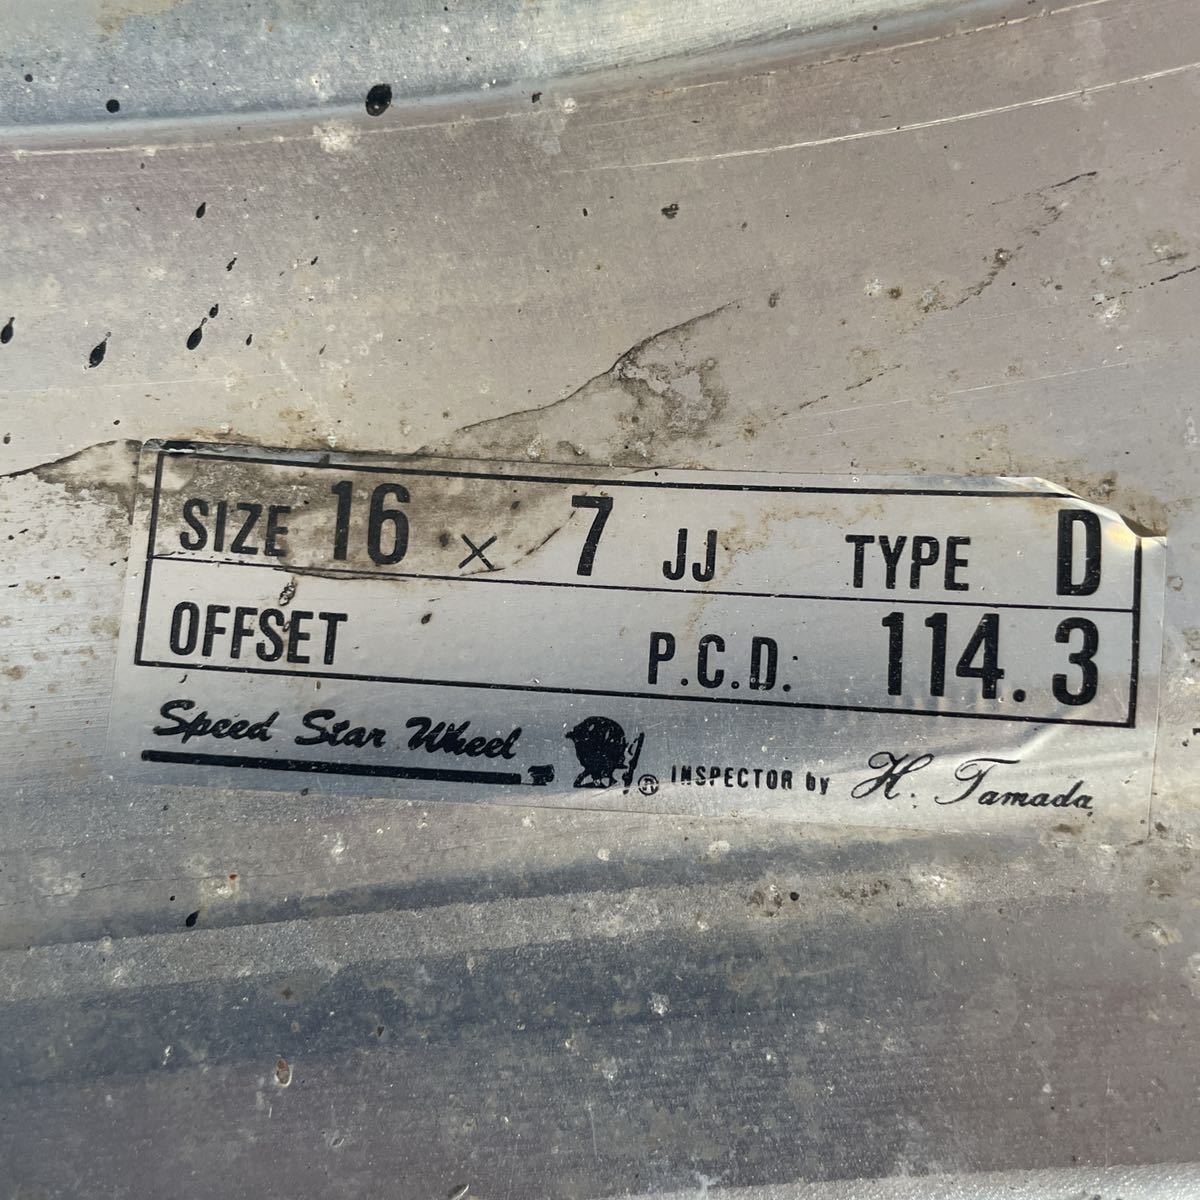 SIZE 16 × 7 JJ TYPE D
OFFSET P.C.D. 114.3
Speed Star Wheel ® INSPECTOR by H. Tamada